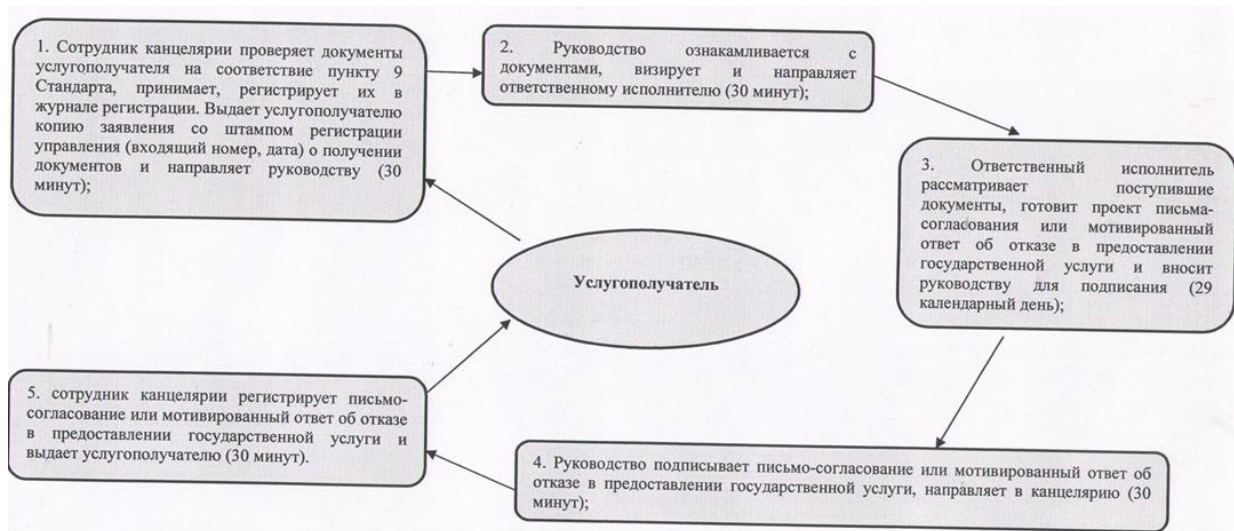 1. Сотрудник канцелярии проверяет документы
услугополучателя на соответствие пункту 9
Стандарта, принимает, регистрирует их в
журнале регистрации. Выдает услугополучателю
копию заявления со штампом регистрации
управления (входящий номер, дата) о получении
документов и направляет руководству (30
минут);
2. Руководство ознакамливается с
документами, визирует и направляет
ответственному исполнителю (30 минут);
3. Ответственный исполнитель
рассматривает поступившие
документы, готовит проект письма-
согласования или мотивированный
ответ об отказе в предоставлении
государственной услуги и вносит
руководству для подписания (29
календарный день);
Услугополучатель
4. Руководство подписывает письмо-согласование или мотивированный ответ об
отказе в предоставлении государственной услуги, направляет в канцелярию (30
минут);
5. сотрудник канцелярии регистрирует письмо-
согласование или мотивированный ответ об отказе
в предоставлении государственной услуги и
выдает услугополучателю (30 минут).